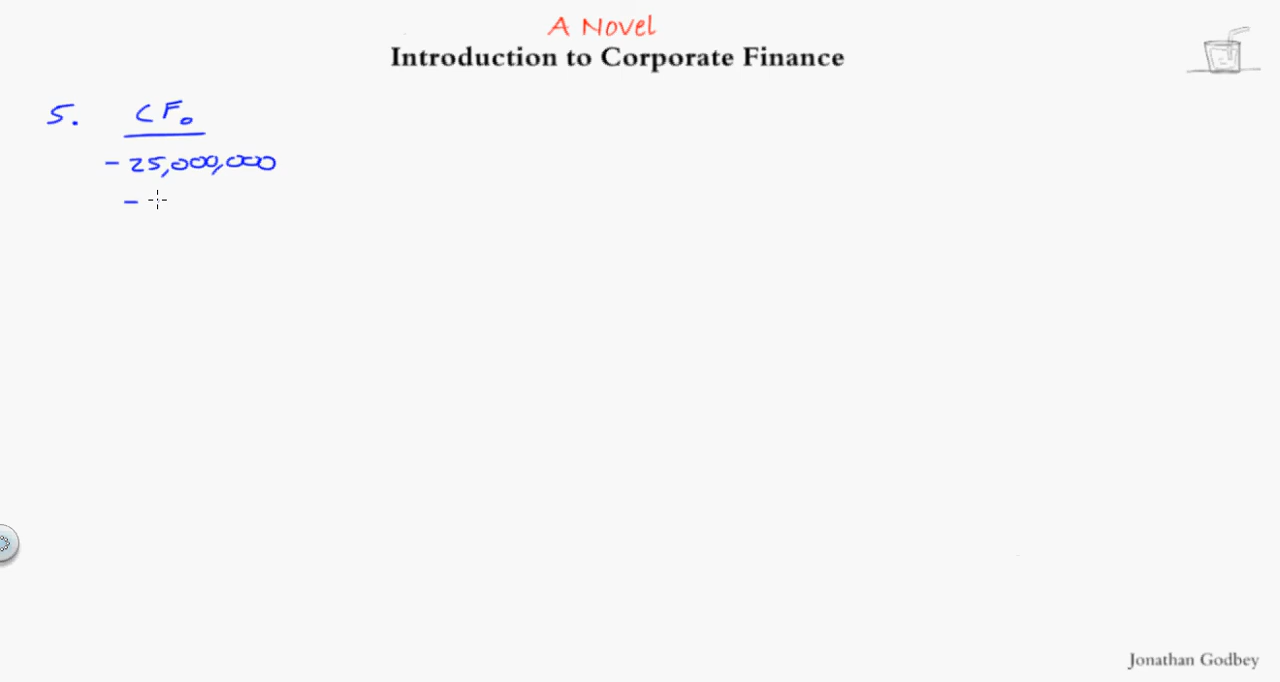 A Novel
Introduction to Corporate Finance
5. CF₀
- 25,000,000
-
Jonathan Godbey